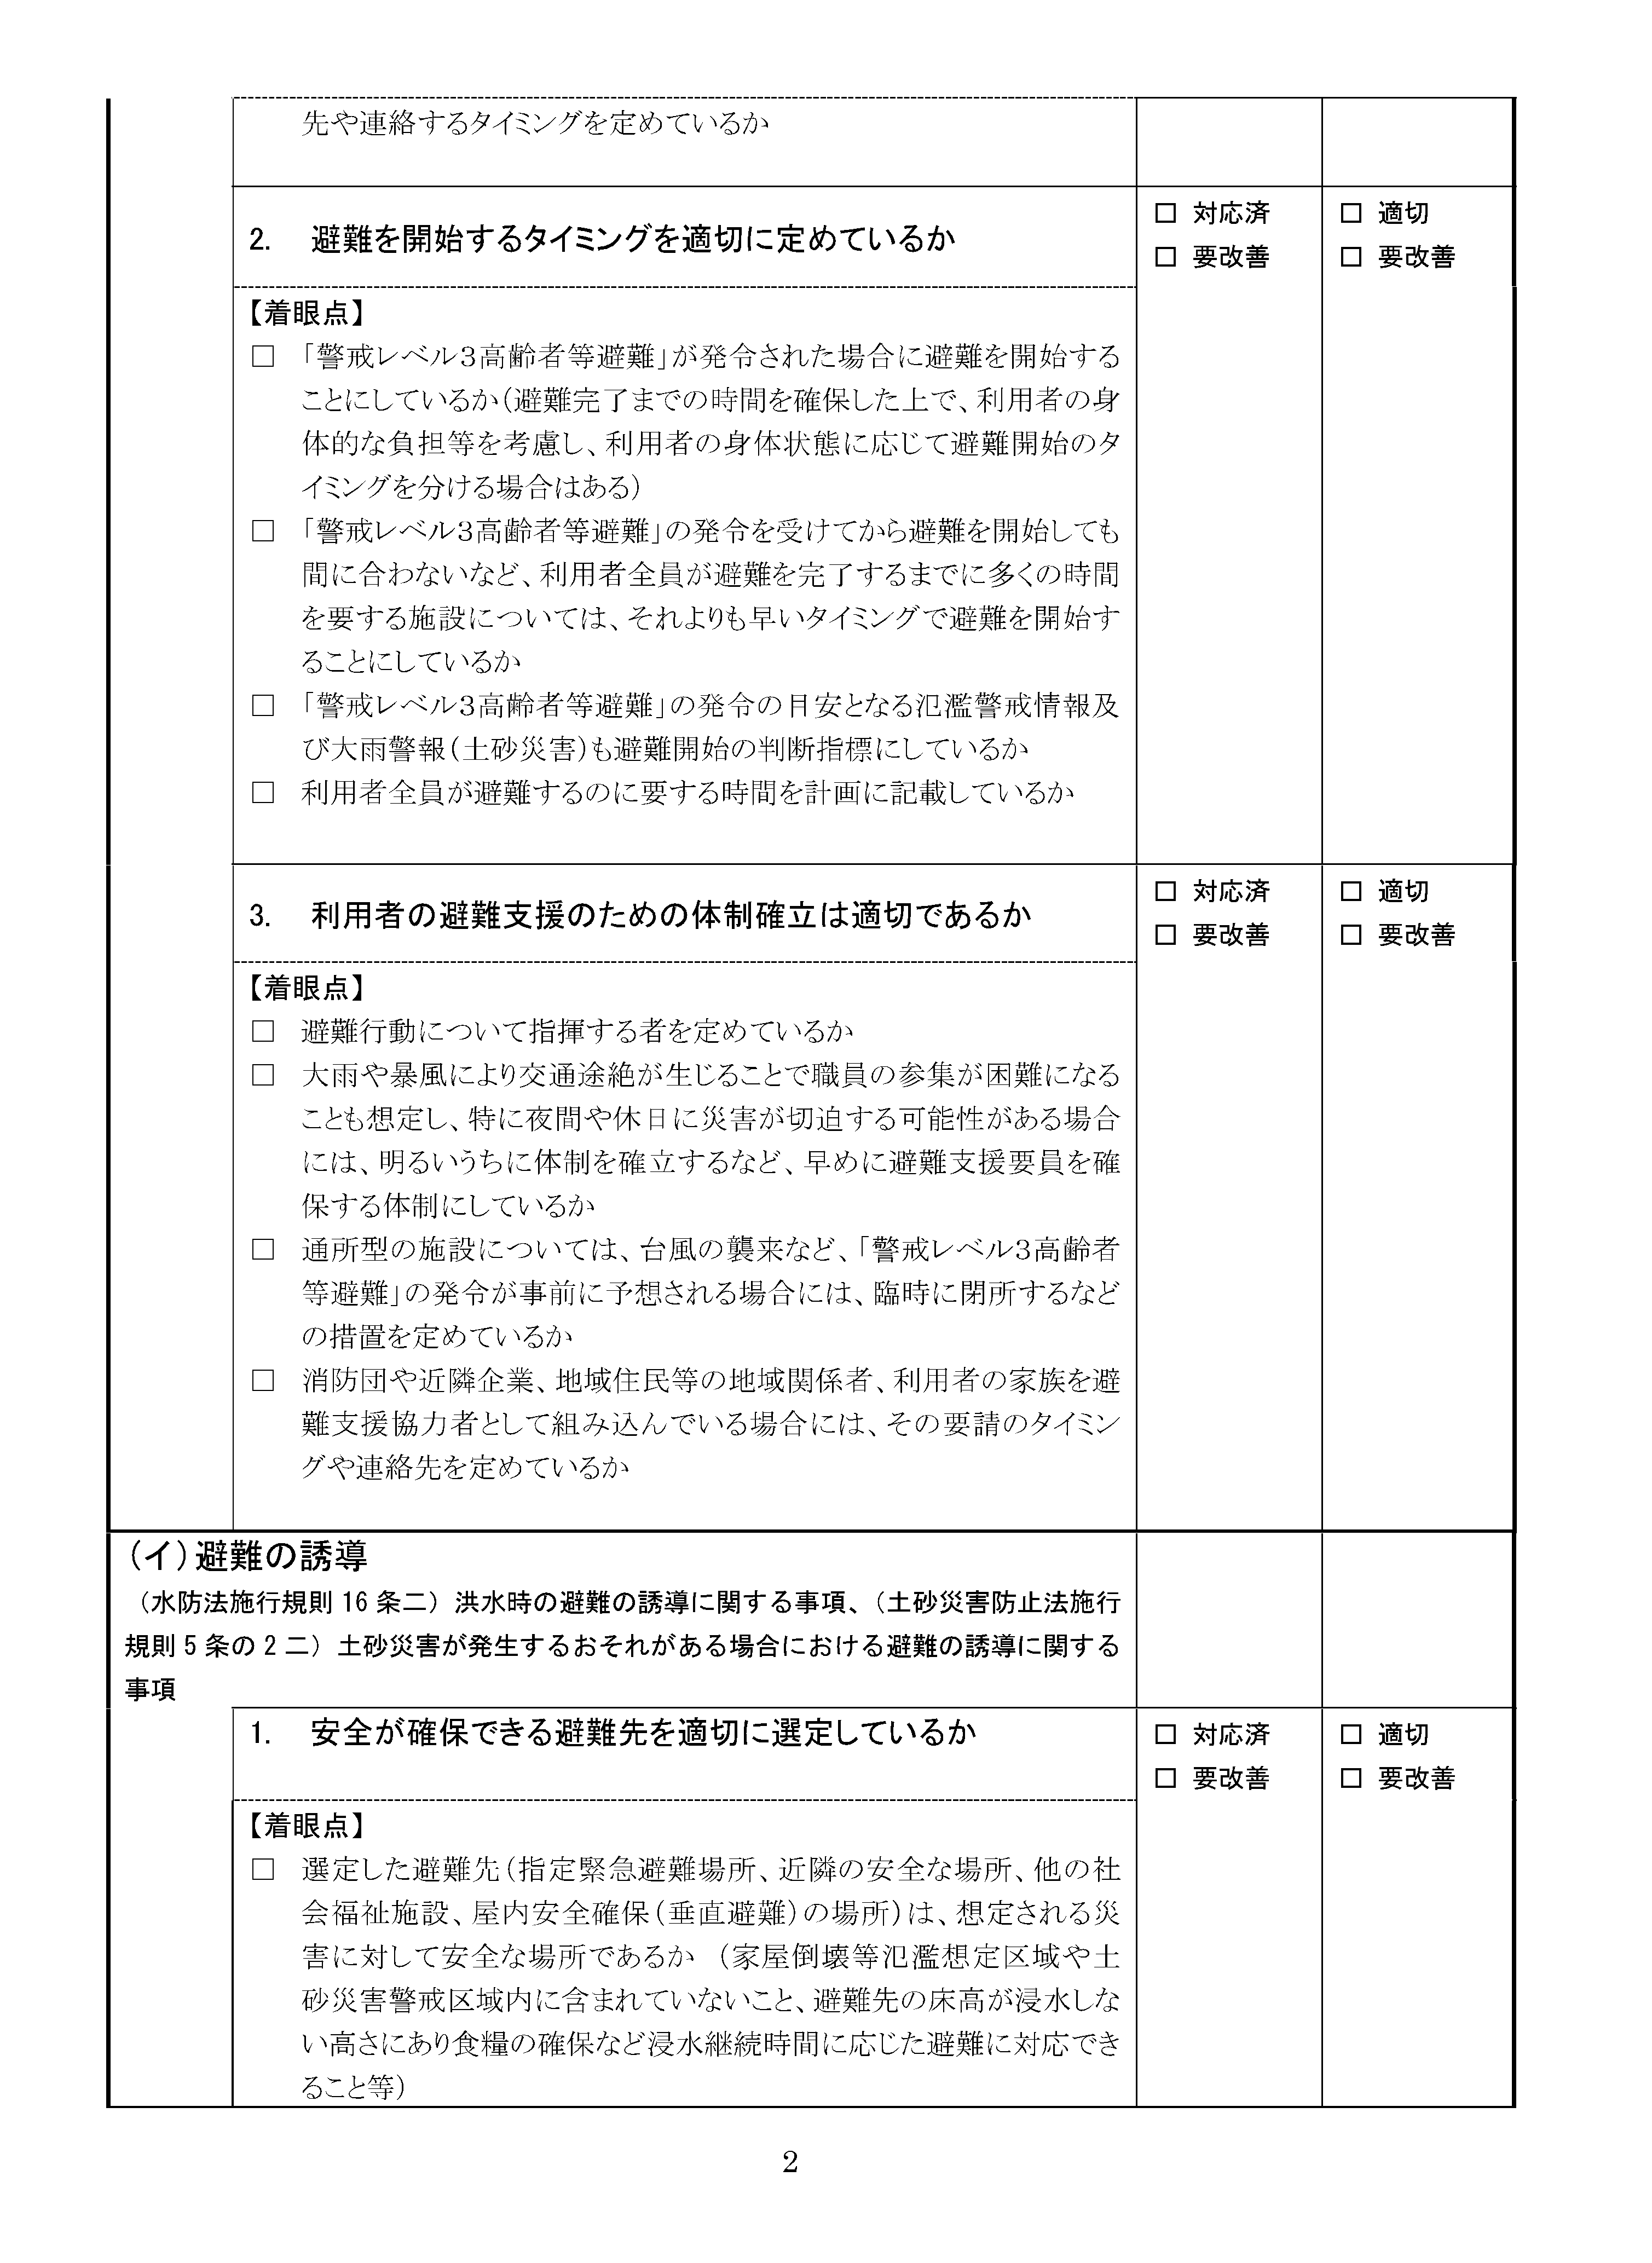 先や連絡するタイミングを定めているか
2. 避難を開始するタイミングを適切に定めているか
□ 対応済
□ 要改善
□ 適切
□ 要改善
【着眼点】
□ 「警戒レベル３高齢者等避難」が発令された場合に避難を開始する
ことにしているか（避難完了までの時間を確保した上で、利用者の身
体的な負担等を考慮し、利用者の身体状態に応じて避難開始のタ
イミングを分ける場合はある）
□ 「警戒レベル３高齢者等避難」の発令を受けてから避難を開始しても
間に合わないなど、利用者全員が避難を完了するまでに多くの時間
を要する施設については、それよりも早いタイミングで避難を開始す
ることにしているか
□ 「警戒レベル３高齢者等避難」の発令の目安となる氾濫警戒情報及
び大雨警報（土砂災害）も避難開始の判断指標にしているか
□ 利用者全員が避難するのに要する時間を計画に記載しているか
3. 利用者の避難支援のための体制確立は適切であるか
□ 対応済
□ 要改善
□ 適切
□ 要改善
【着眼点】
□ 避難行動について指揮する者を定めているか
□ 大雨や暴風により交通途絶が生じることで職員の参集が困難になる
ことも想定し、特に夜間や休日に災害が切迫する可能性がある場合
には、明るいうちに体制を確立するなど、早めに避難支援要員を確
保する体制にしているか
□ 通所型の施設については、台風の襲来など、「警戒レベル３高齢者
等避難」の発令が事前に予想される場合には、臨時に閉所するなど
の措置を定めているか
□ 消防団や近隣企業、地域住民等の地域関係者、利用者の家族を避
難支援協力者として組み込んでいる場合には、その要請のタイミン
グや連絡先を定めているか
（イ）避難の誘導
（水防法施行規則 16 条二）洪水時の避難の誘導に関する事項、（土砂災害防止法施行
規則 5 条の 2 二）土砂災害が発生するおそれがある場合における避難の誘導に関する
事項
1. 安全が確保できる避難先を適切に選定しているか
□ 対応済
□ 要改善
□ 適切
□ 要改善
【着眼点】
□ 選定した避難先（指定緊急避難場所、近隣の安全な場所、他の社
会福祉施設、屋内安全確保（垂直避難）の場所）は、想定される災
害に対して安全な場所であるか （家屋倒壊等氾濫想定区域や土
砂災害警戒区域内に含まれていないこと、避難先の床高が浸水しな
い高さにあり食糧の確保など浸水継続時間に応じた避難に対応でき
ること等）
2